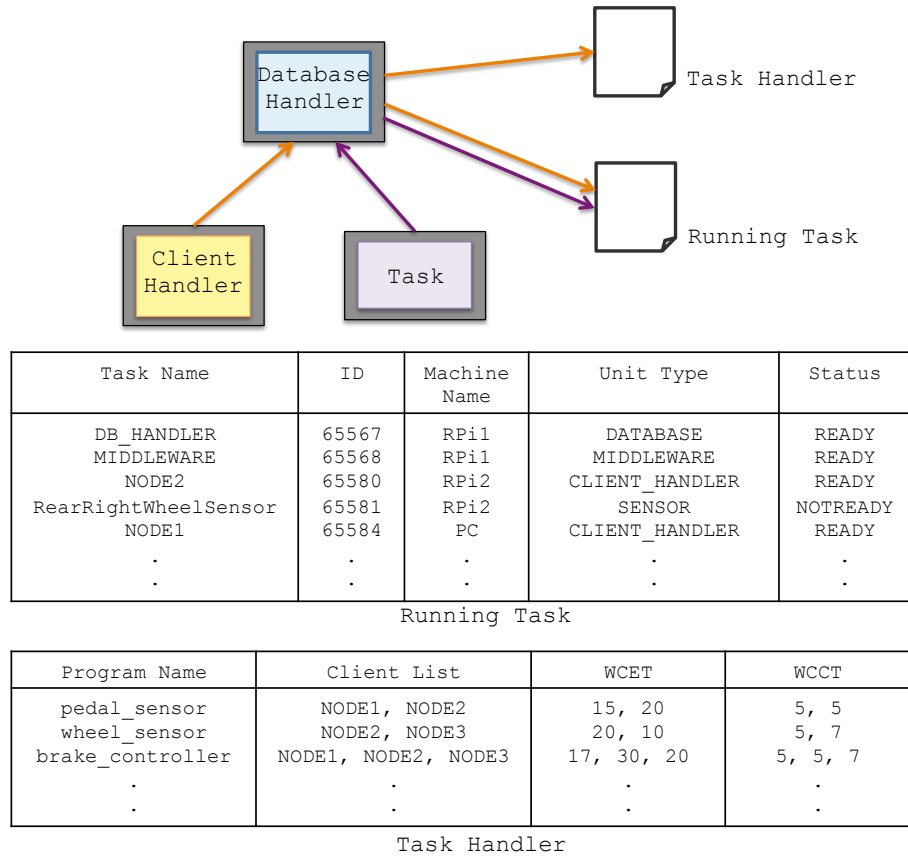 Database
Handler
Task Handler
Running Task
Client
Handler
Task
Task Name ID Machine Name Unit Type Status
DB_HANDLER 65567 RPi1 DATABASE READY
MIDDLEWARE 65568 RPi1 MIDDLEWARE READY
NODE2 65580 RPi2 CLIENT_HANDLER READY
RearRightWheelSensor 65581 RPi2 SENSOR NOTREADY
NODE1 65584 PC CLIENT_HANDLER READY
. . . . .
. . . . .
Running Task
Program Name Client List WCET WCCT
pedal_sensor NODE1, NODE2 15, 20 5, 5
wheel_sensor NODE2, NODE3 20, 10 5, 7
brake_controller NODE1, NODE2, NODE3 17, 30, 20 5, 5, 7
. . . .
. . . .
Task Handler